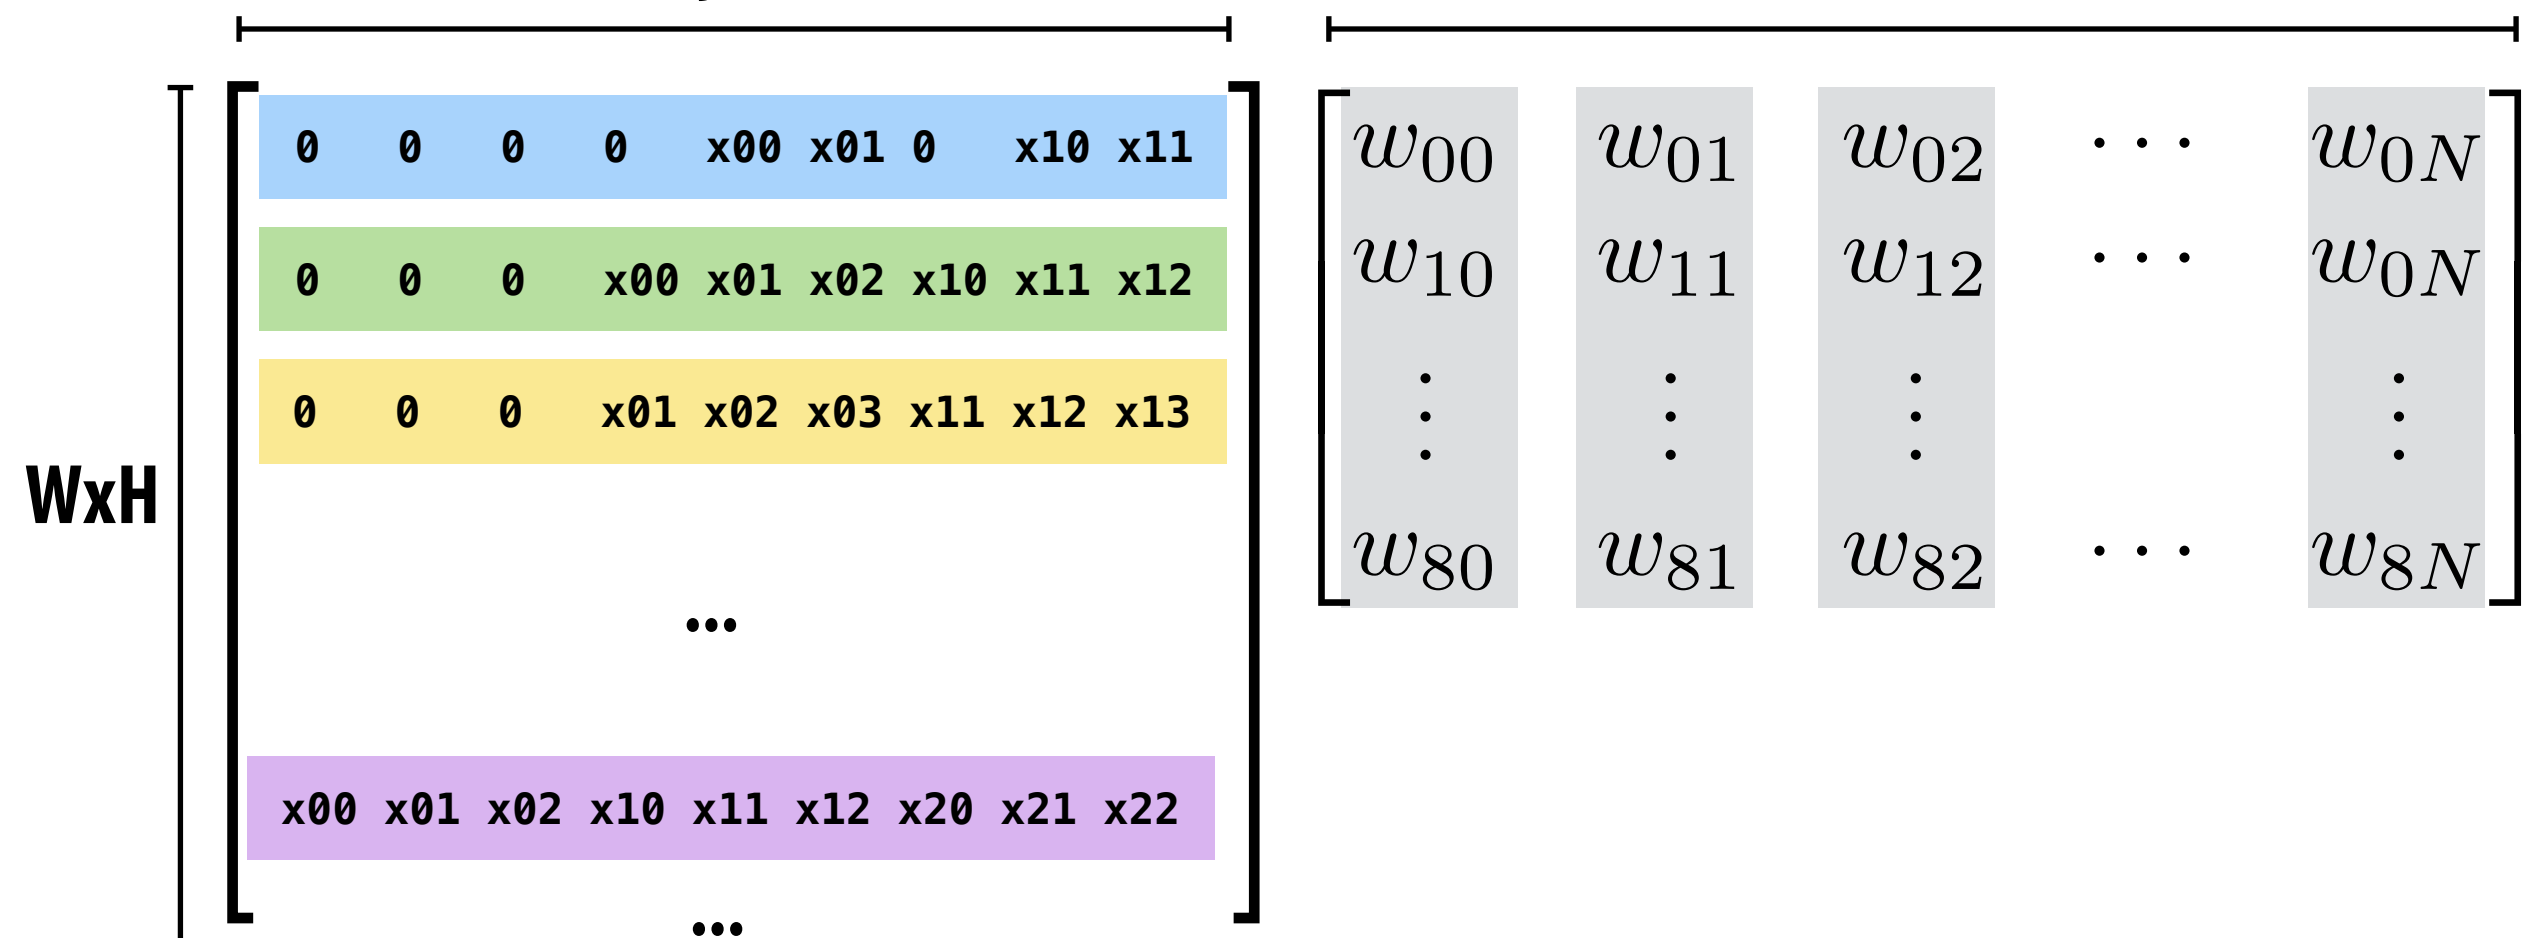 0 0 0 0 x00 x01 0 x10 x11
0 0 0 x00 x01 x02 x10 x11 x12
0 0 0 x01 x02 x03 x11 x12 x13
WxH
...
x00 x01 x02 x10 x11 x12 x20 x21 x22
...
w00 w01 w02 ··· w0N
w10 w11 w12 ··· w0N
⋮ ⋮ ⋮ ⋮
w80 w81 w82 ··· w8N